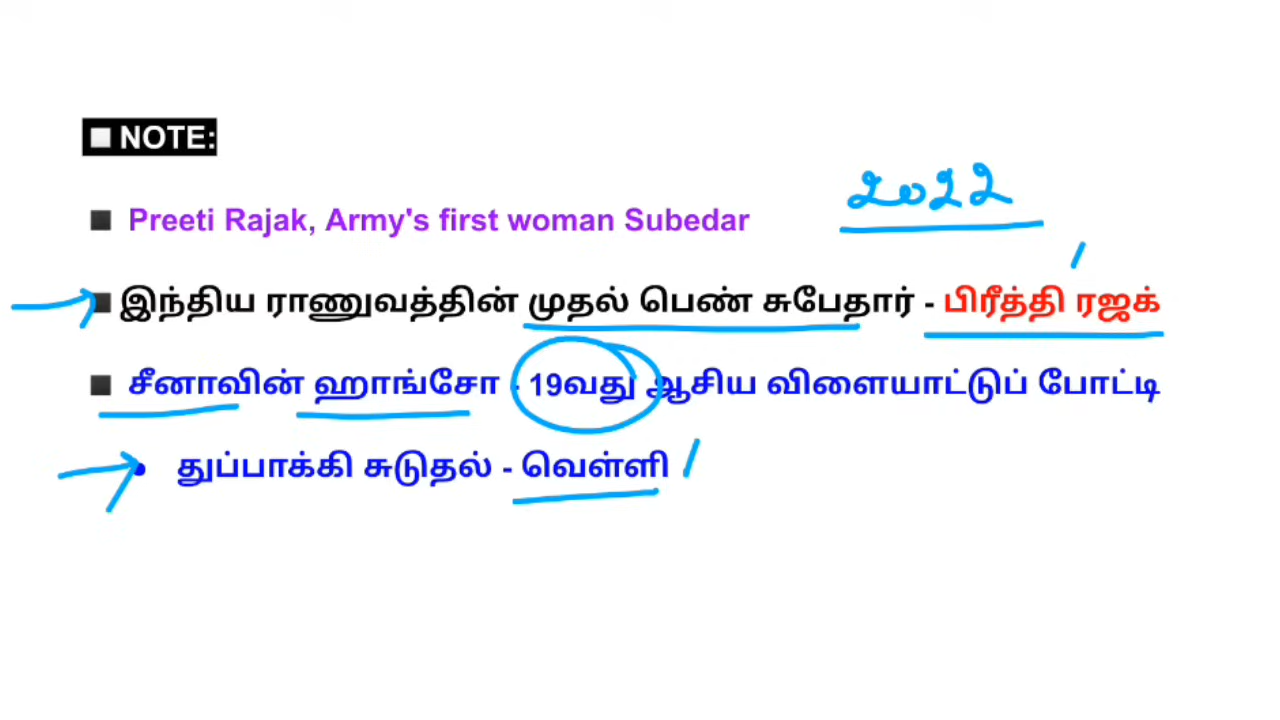 NOTE:
2022
Preeti Rajak, Army's first woman Subedar
இந்திய ராணுவத்தின் முதல் பெண் சுபேதார் - பிரீத்தி ரஜக்
சீனாவின் ஹாங்சோ - 19வது ஆசிய விளையாட்டுப் போட்டி
துப்பாக்கி சுடுதல் - வெள்ளி